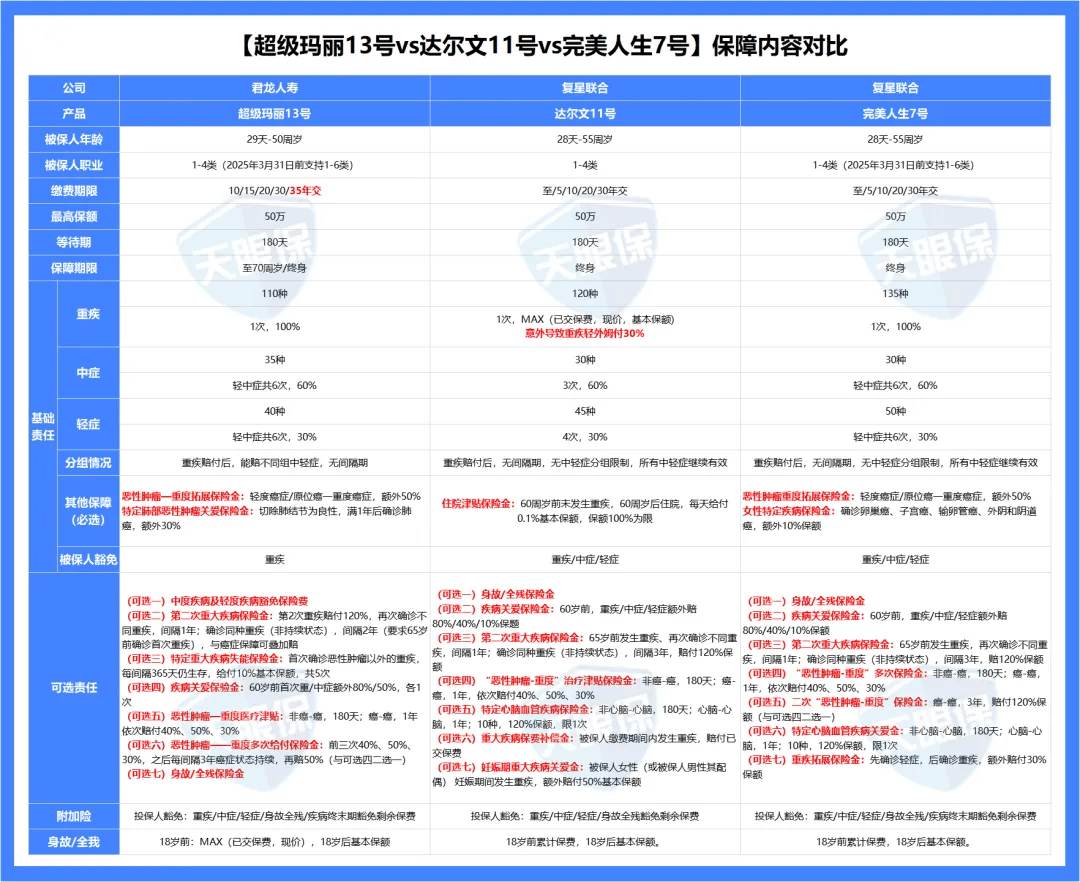 【超级玛丽13号vs达尔文11号vs完美人生7号】保障内容对比
公司 君龙人寿 复星联合 复星联合
产品 超级玛丽13号 达尔文11号 完美人生7号
被保人年龄 29天-50周岁 28天-55周岁 28天-55周岁
被保人职业 1-4类（2025年3月31日前支持1-6类） 1-4类 1-4类（2025年3月31日前支持1-6类）
缴费期限 10/15/20/30/35年交 至/5/10/20/30年交 至/5/10/20/30年交
最高保额 50万 50万 50万
等待期 180天 180天 180天
保障期限 至70周岁/终身 终身 终身
基础
责任
重疾
110种 120种 135种
1次，100%
1次，MAX（已交保费，现价，基本保额）
意外导致重疾轻外姆付30%
1次，100%
中症
35种 30种 30种
轻中症共6次，60% 3次，60% 轻中症共6次，60%
轻症
40种 45种 50种
轻中症共6次，30% 4次，30% 轻中症共6次，30%
分组情况 重疾赔付后，能赔不同组中轻症，无间隔期 重疾赔付后，无间隔期，无中轻症分组限制，所有中轻症继续有效 重疾赔付后，无间隔期，无中轻症分组限制，所有中轻症继续有效
其他保障
（必选）
恶性肿瘤—重度拓展保险金：轻度癌症/原位癌—重度癌症，额外50%
特定肺部恶性肿瘤关爱保险金：切除肺结节为良性，满1年后确诊肺
癌，额外30%
住院津贴保险金：60周岁前未发生重疾，60周岁后住院，每天给付
0.1%基本保额，保额100%为限
恶性肿瘤重度拓展保险金：轻度癌症/原位癌—重度癌症，额外50%
女性特定疾病保险金：确诊卵巢癌、子宫癌、输卵管癌、外阴和阴道
癌，额外10%保额
被保人豁免 重疾 重疾/中症/轻症 重疾/中症/轻症
可选责任
（可选一）中度疾病及轻度疾病豁免保险费
（可选二）第二次重大疾病保险金：第2次重疾赔付120%，再次确诊不
同重疾，间隔1年；确诊同种重疾（非持续状态），间隔2年（要求65岁
前确诊首次重疾），与癌症保障可叠加赔
（可选三）特定重大疾病失能保险金：首次确诊恶性肿瘤以外的重疾，
每间隔365天仍生存，给付10%基本保额，共5次
（可选四）疾病关爱保险金：60岁前首次重/中症额外80%/50%，各1
次
（可选五）恶性肿瘤—重度医疗津贴：非癌-癌，180天；癌-癌，1年
依次赔付40%、50%、30%
（可选六）恶性肿瘤——重度多次给付保险金：前三次40%、50%、
30%，之后每间隔3年癌症状态持续，再赔50%（与可选四二选一）
（可选七）身故/全残保险金
（可选一）身故/全残保险金
（可选二）疾病关爱保险金：60岁前，重疾/中症/轻症额外赔
80%/40%/10%保题
（可选三）第二次重大疾病保险金：65岁前发生重疾、再次确诊不同重
疾，间隔1年；确诊同种重疾（非持续状态），间隔3年，赔付120%保
额
（可选四）“恶性肿瘤-重度”治疗津贴保险金：非癌-癌，180天；癌-
癌，1年，依次赔付40%、50%、30%
（可选五）特定心脑血管疾病保险金：非心脑-心脑，180天；心脑-心
脑，1年；10种，120%保额，限1次
（可选六）重大疾病保费补偿金：被保人缴费期间内发生重疾，赔付已
交保费
（可选七）妊娠期重大疾病关爱金：被保人女性（或被保人男性其配
偶）妊娠期间发生重疾，额外赔付50%基本保额
（可选一）身故/全残保险金
（可选二）疾病关爱保险金：60岁前，重疾/中症/轻症额外赔
80%/40%/10%保额
（可选三）第二次重大疾病保险金：65岁前发生重疾，再次确诊不同重
疾，间隔1年；确诊同种重疾（非持续状态），间隔3年，赔120%保额
（可选四）“恶性肿瘤-重度”多次保险金：非癌-癌，180天；癌-癌，
1年，依次赔付40%、50%、30%
（可选五）二次“恶性肿瘤-重度”保险金：癌-癌，3年，赔付120%保
额（与可选四二选一）
（可选六）特定心脑血管疾病关爱金：非心脑-心脑，180天；心脑-心
脑，1年；10种，120%保额，限1次
（可选七）重疾拓展保险金：先确诊轻症，后确诊重疾，额外赔付30%
保额
附加险 投保人豁免：重疾/中症/轻症/身故全残/疾病终末期豁免剩余保费 投保人豁免：重疾/中症/轻症/身故全残豁免剩余保费 投保人豁免：重疾/中症/轻症/身故全残/疾病终末期豁免剩余保费
身故/全我 18岁前：MAX（已交保费，现价），18岁后基本保额 18岁前累计保费，18岁后基本保额。 18岁前累计保费，18岁后基本保额。
天眼保
天眼保
天眼保